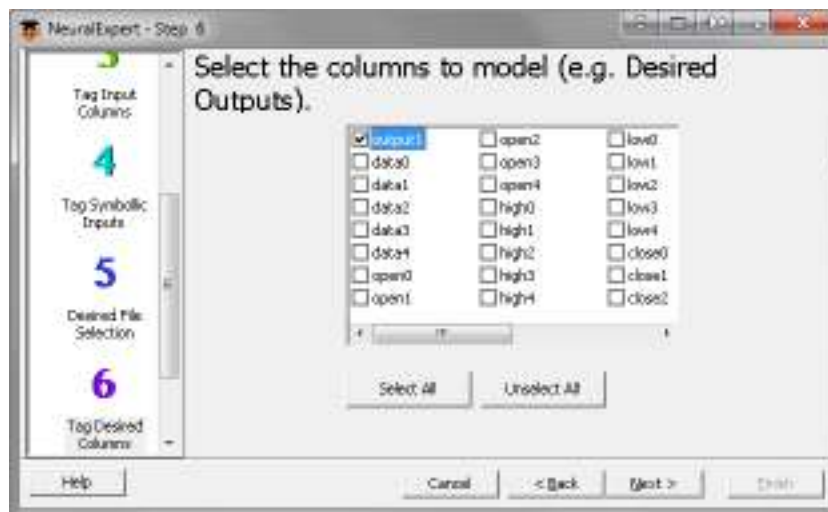 NeuralExpert - Step 6
3
Tag Input
Columns
4
Tag Symbolic
Inputs
5
Desired File
Selection
6
Tag Desired
Columns
Select the columns to model (e.g. Desired
Outputs).
output1
data0
data1
data2
data3
data4
open0
open1
open2
open3
open4
high0
high1
high2
high3
high4
low0
low1
low2
low3
low4
close0
close1
close2
Select All
Unselect All
Help
Cancel
< Back
Next >
Finish